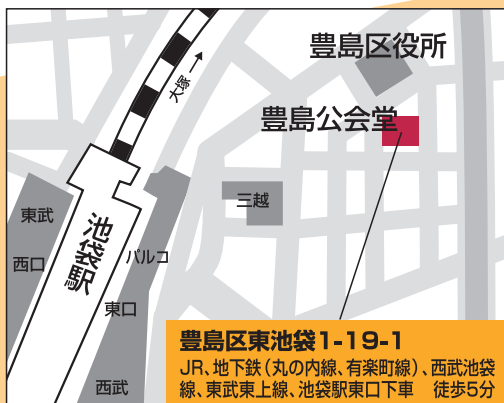 豊島区役所
大塚→
豊島公会堂
三越
東武
池袋駅
パルコ
西口
東口
西武
豊島区東池袋1-19-1
JR、地下鉄(丸の内線、有楽町線)、西武池袋
線、東武東上線、池袋駅東口下車　徒歩5分